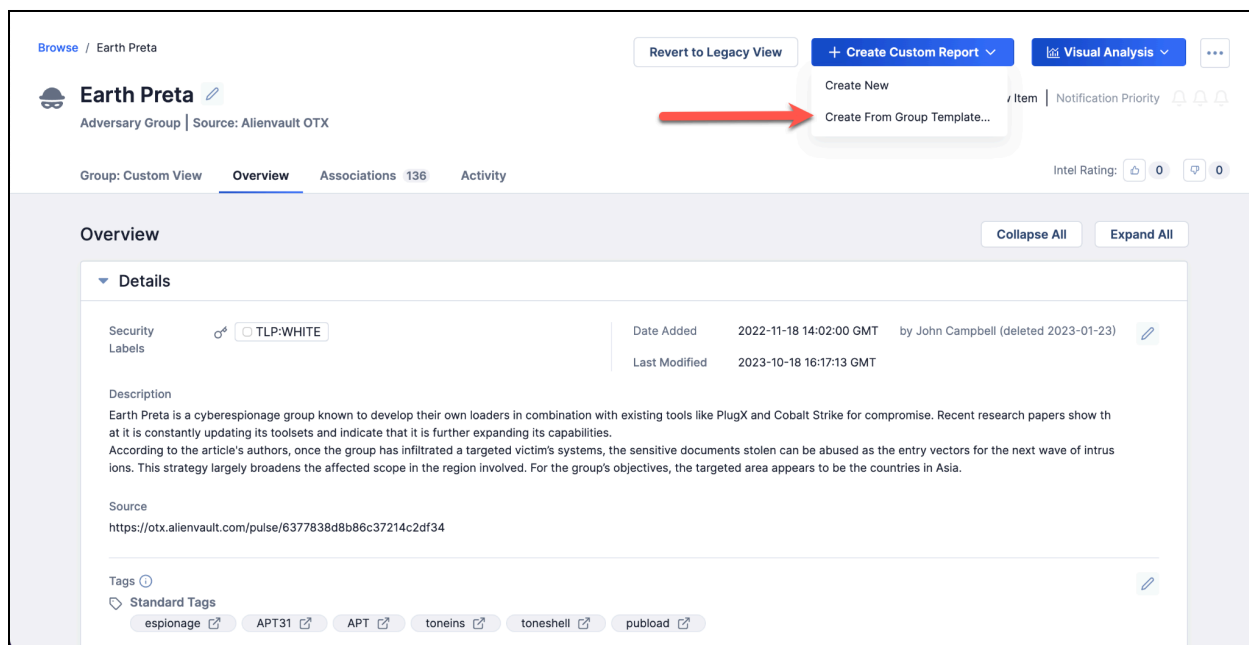 Browse / Earth Preta
Revert to Legacy View
+ Create Custom Report
Visual Analysis
Create New
Create From Group Template...
Earth Preta
Item | Notification Priority
Adversary Group | Source: Alienvault OTX
Group: Custom View
Overview
Associations 136
Activity
Intel Rating: 0 0
Overview
Collapse All
Expand All
Details
Security
Labels
TLP:WHITE
Date Added 2022-11-18 14:02:00 GMT by John Campbell (deleted 2023-01-23)
Last Modified 2023-10-18 16:17:13 GMT
Description
Earth Preta is a cyberespionage group known to develop their own loaders in combination with existing tools like PlugX and Cobalt Strike for compromise. Recent research papers show th
at it is constantly updating its toolsets and indicate that it is further expanding its capabilities.
According to the article's authors, once the group has infiltrated a targeted victim's systems, the sensitive documents stolen can be abused as the entry vectors for the next wave of intrus
ions. This strategy largely broadens the affected scope in the region involved. For the group's objectives, the targeted area appears to be the countries in Asia.
Source
https://otx.alienvault.com/pulse/6377838d8b86c37214c2df34
Tags
Standard Tags
espionage APT31 APT toneins toneshell pubload